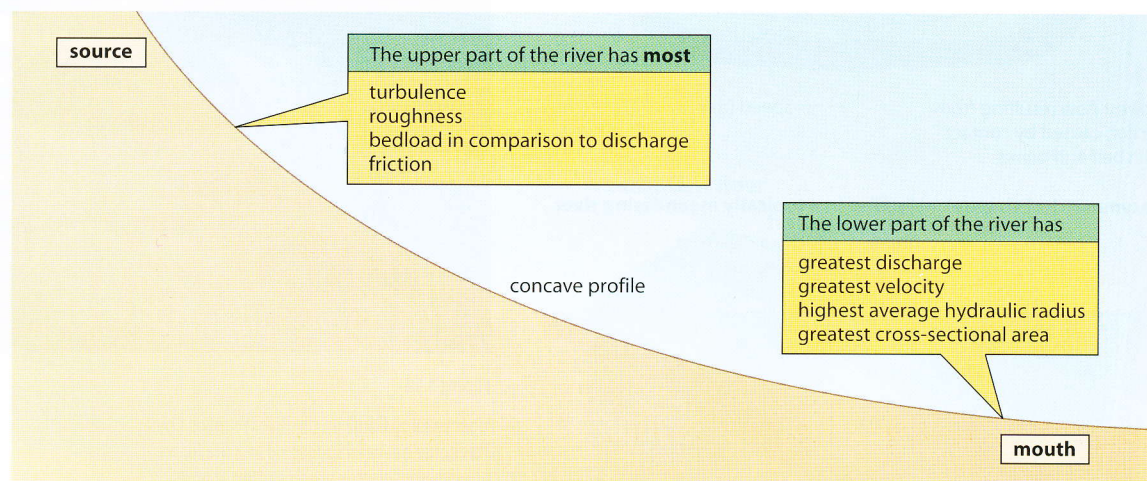 source
The upper part of the river has most
turbulence
roughness
bedload in comparison to discharge
friction
concave profile
The lower part of the river has
greatest discharge
greatest velocity
highest average hydraulic radius
greatest cross-sectional area
mouth